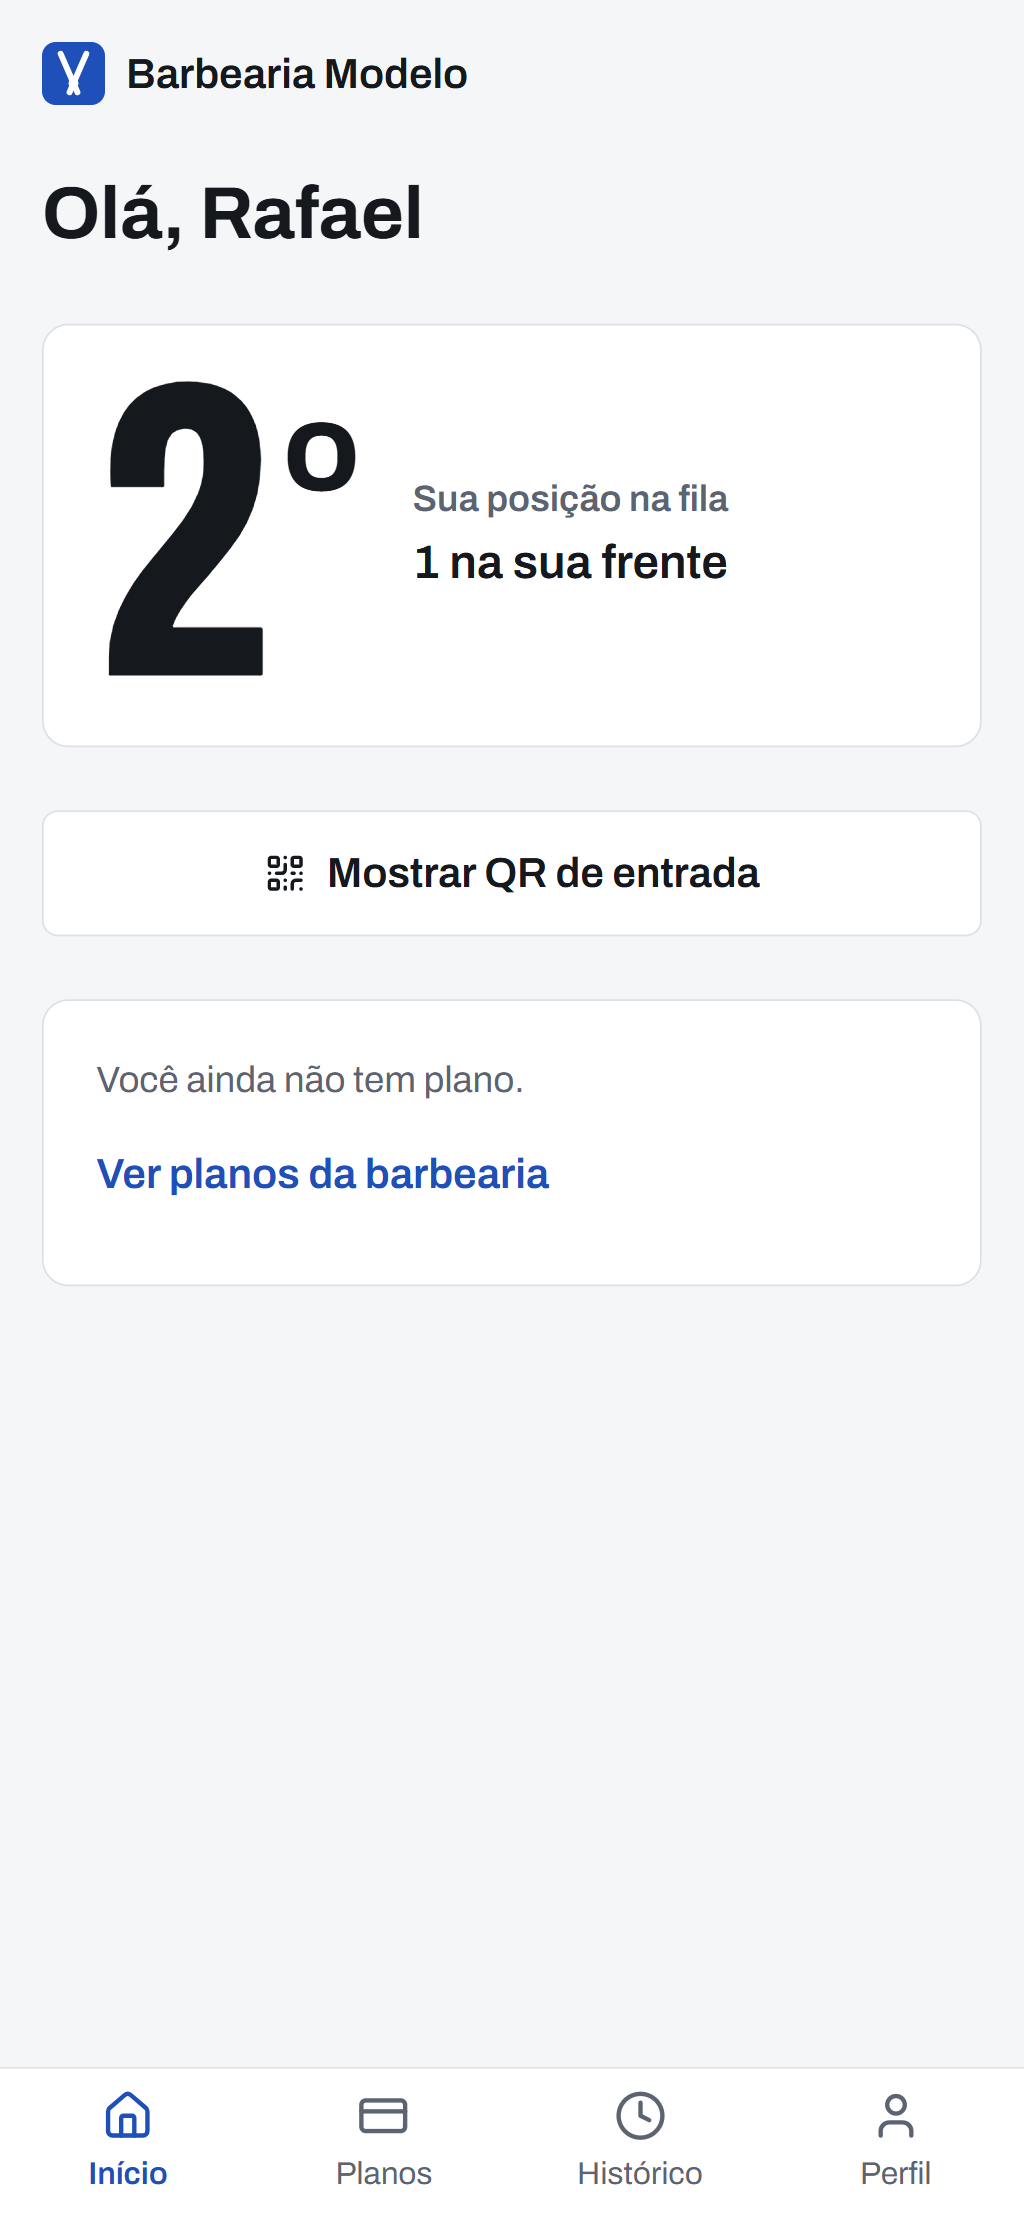 Barbearia Modelo
Olá, Rafael
2º
Sua posição na fila
1 na sua frente
Mostrar QR de entrada
Você ainda não tem plano.
Ver planos da barbearia
Início
Planos
Histórico
Perfil